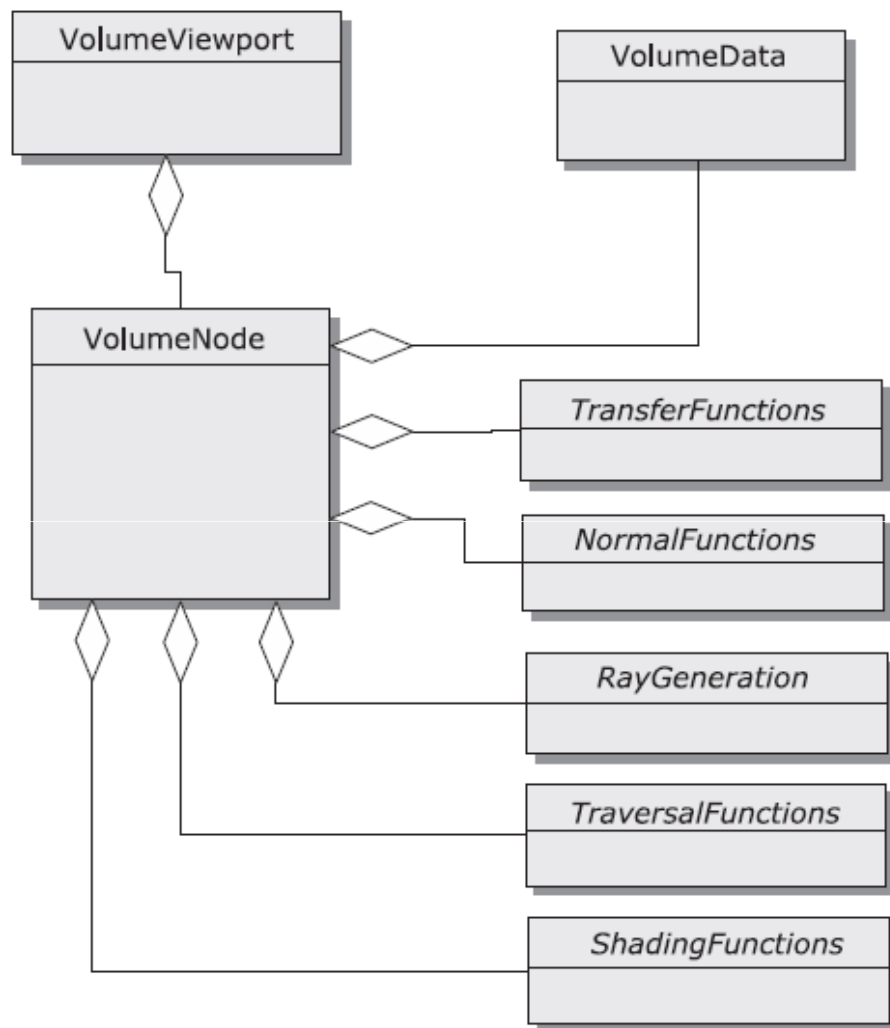 VolumeViewport
VolumeData
VolumeNode
TransferFunctions
NormalFunctions
RayGeneration
TraversalFunctions
ShadingFunctions